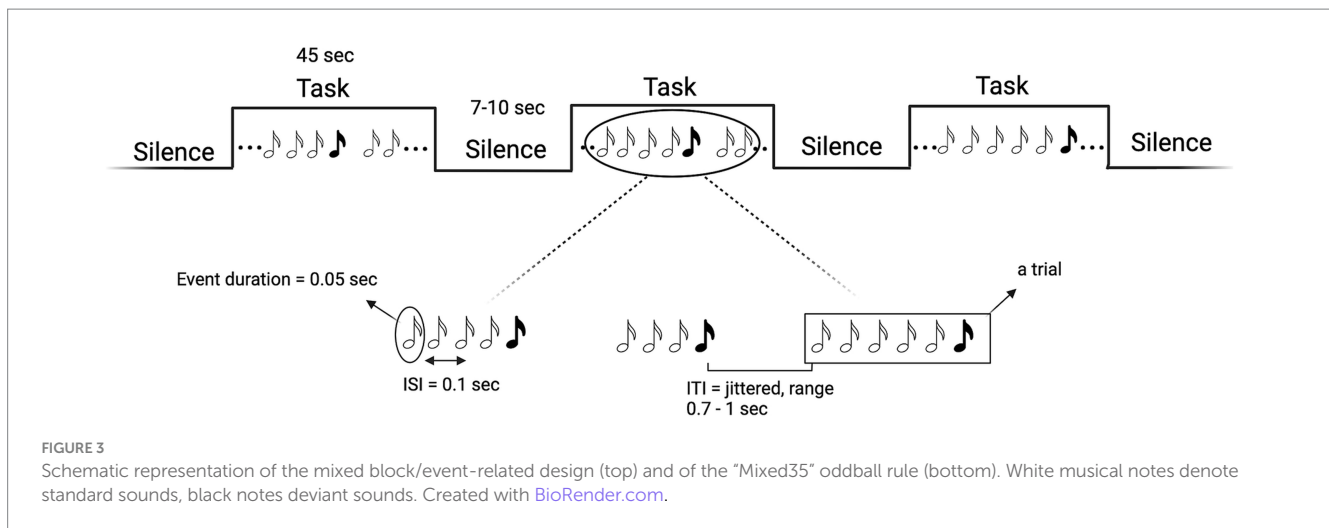 45 sec
Task
Task
Task
7-10 sec
Silence
Silence
Silence
Silence
Event duration = 0.05 sec
a trial
ISI = 0.1 sec
ITI = jittered, range
0.7 - 1 sec
FIGURE 3
Schematic representation of the mixed block/event-related design (top) and of the “Mixed35” oddball rule (bottom). White musical notes denote
standard sounds, black notes deviant sounds. Created with BioRender.com.